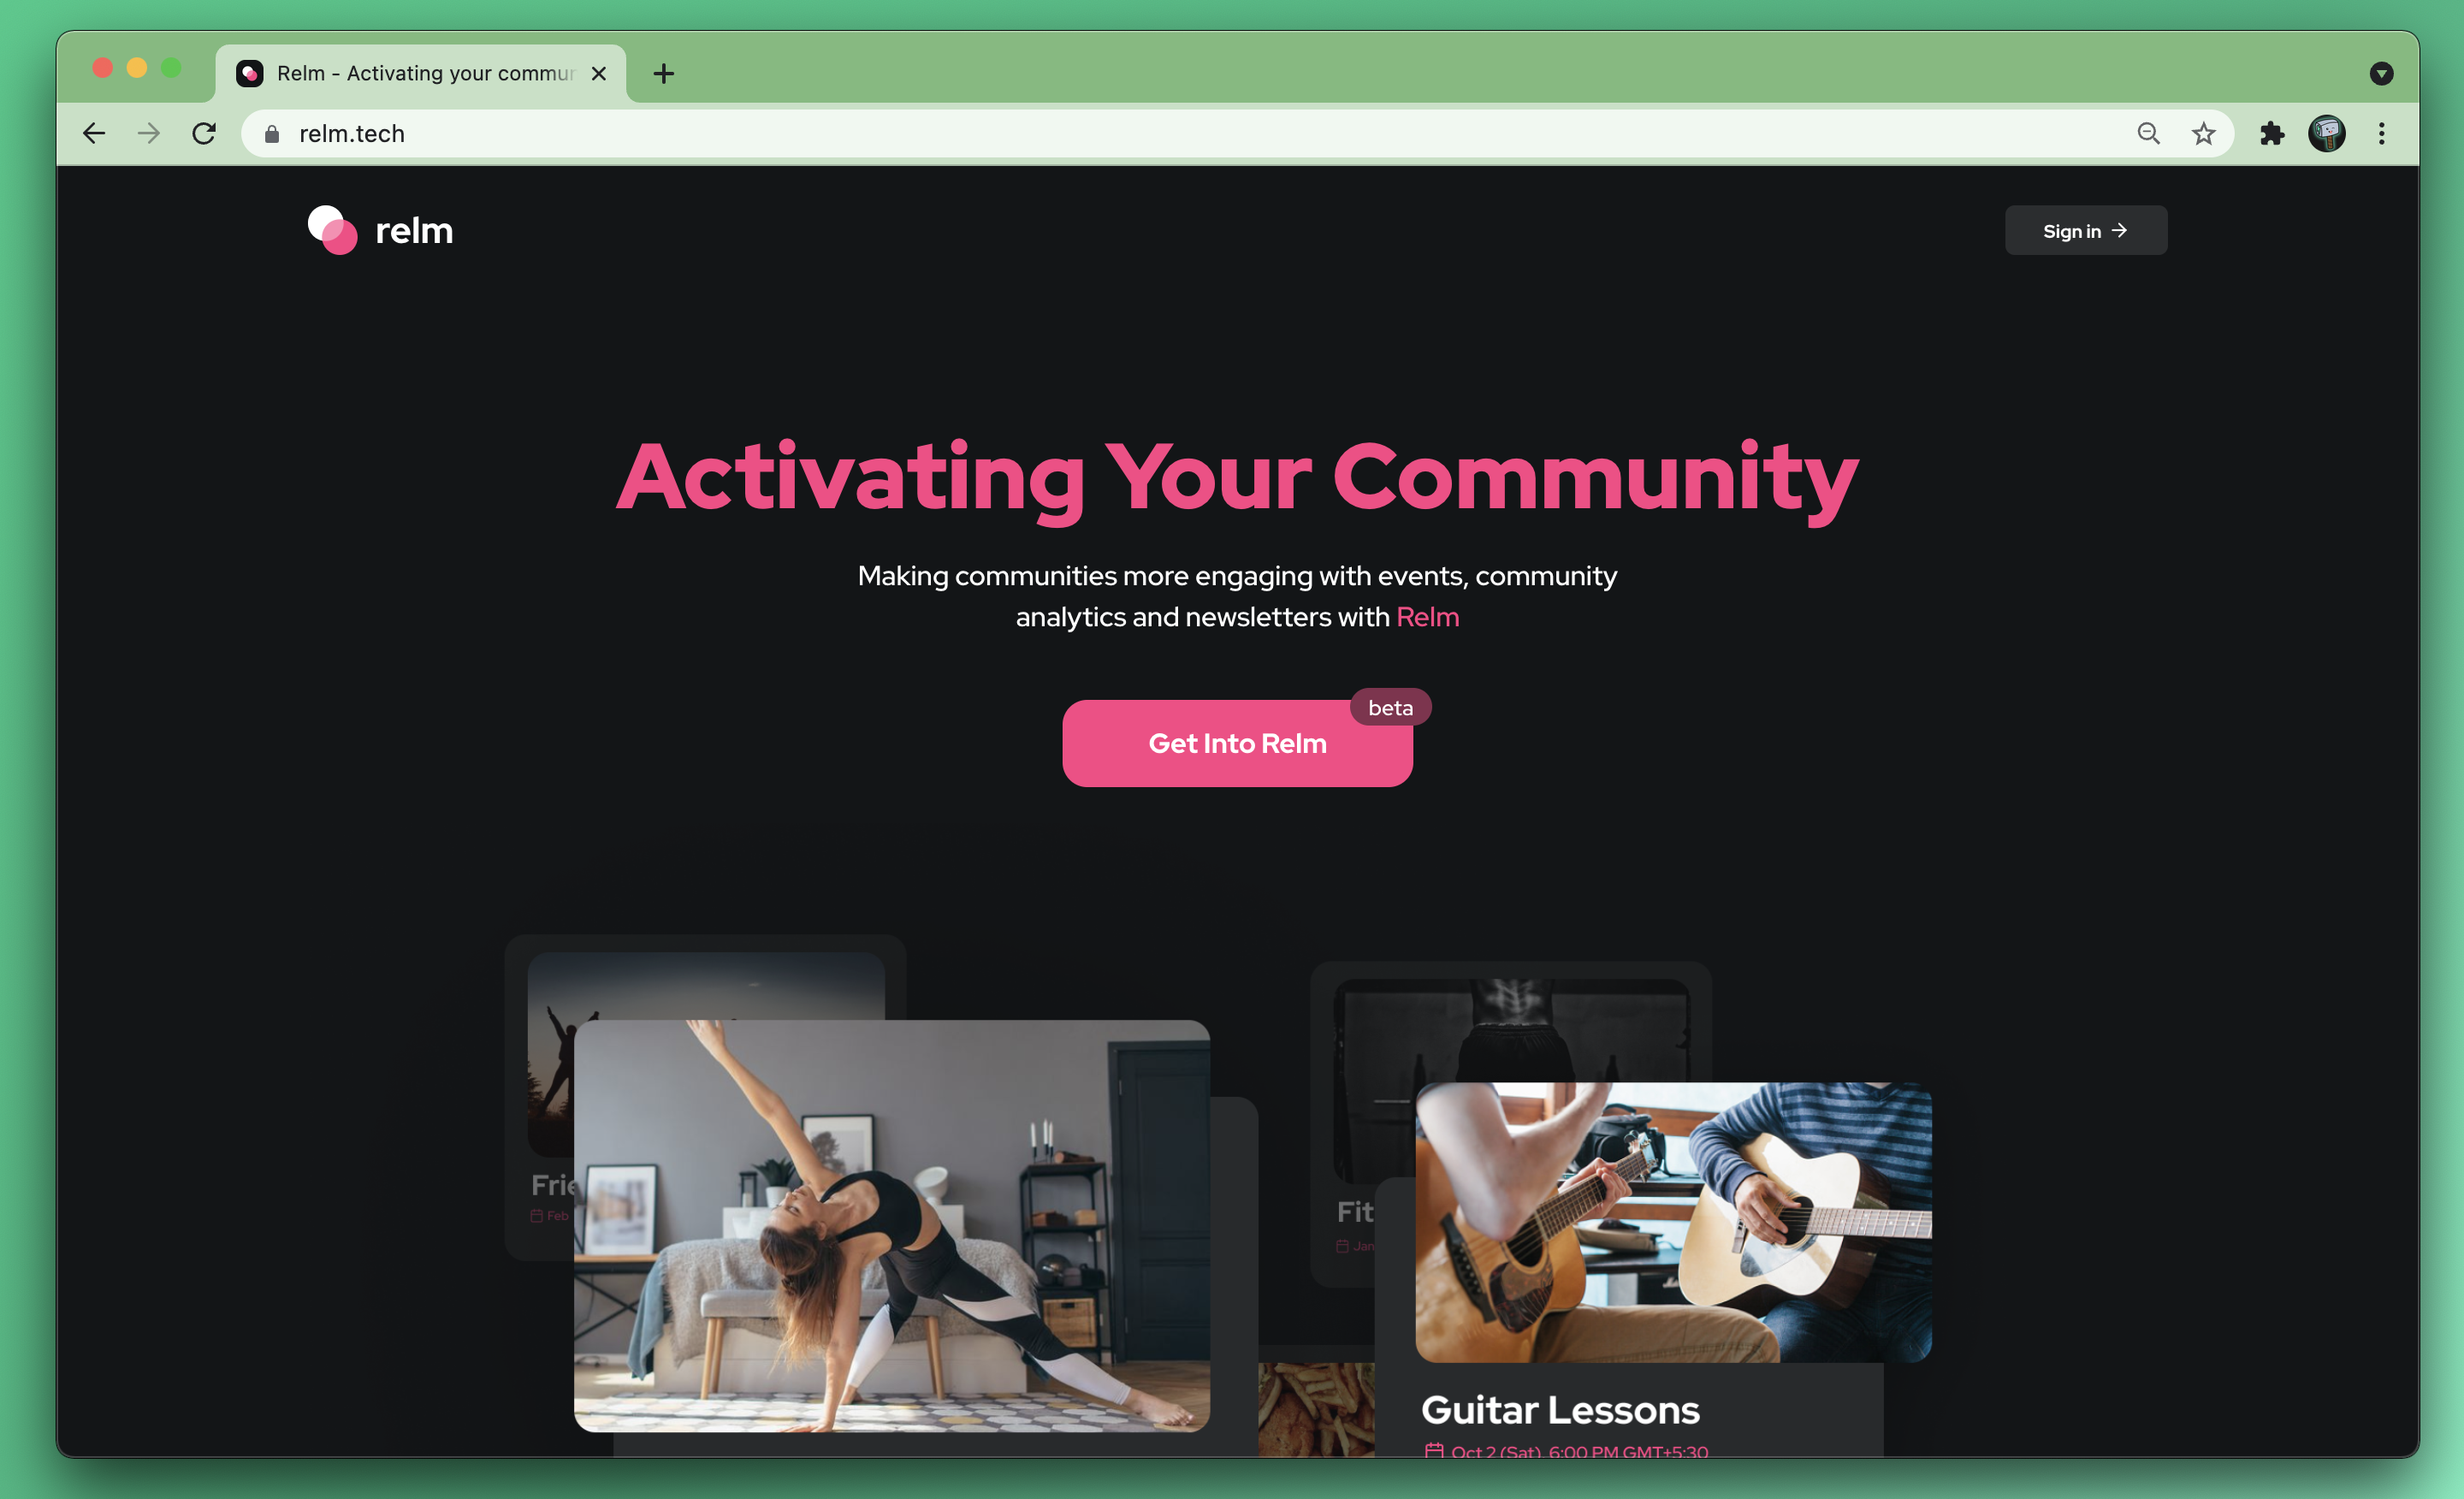 Relm - Activating your commun
relm.tech
relm
Sign in
Activating Your Community
Making communities more engaging with events, community
analytics and newsletters with Relm
beta
Get Into Relm
Frie
Feb
Fit
Jan
Guitar Lessons
Oct 2 (Sat), 6:00 PM GMT+5:30